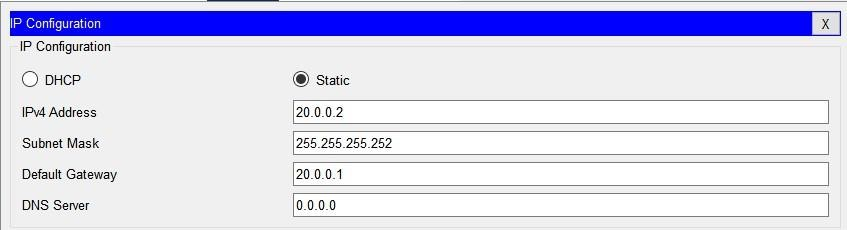 IP Configuration X
IP Configuration
DHCP Static
IPv4 Address 20.0.0.2
Subnet Mask 255.255.255.252
Default Gateway 20.0.0.1
DNS Server 0.0.0.0